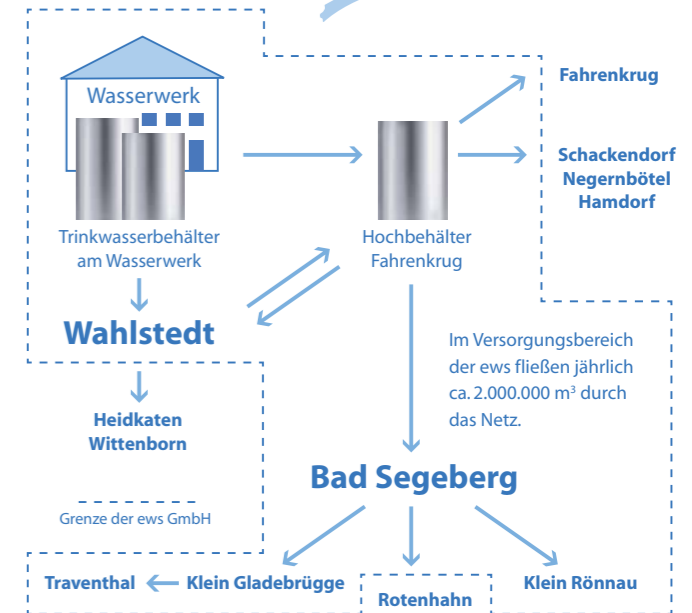 Wasserwerk
Fahrenkrug
Schackendorf
Negernbötel
Hamdorf
Trinkwasserbehälter
am Wasserwerk
Hochbehälter
Fahrenkrug
Wahlstedt
Im Versorgungsbereich
der ews fließen jährlich
ca. 2.000.000 m³ durch
das Netz.
Heidkaten
Wittenborn
Bad Segeberg
Grenze der ews GmbH
Traventhal
Klein Gladebrügge
Rotenhahn
Klein Rönnau